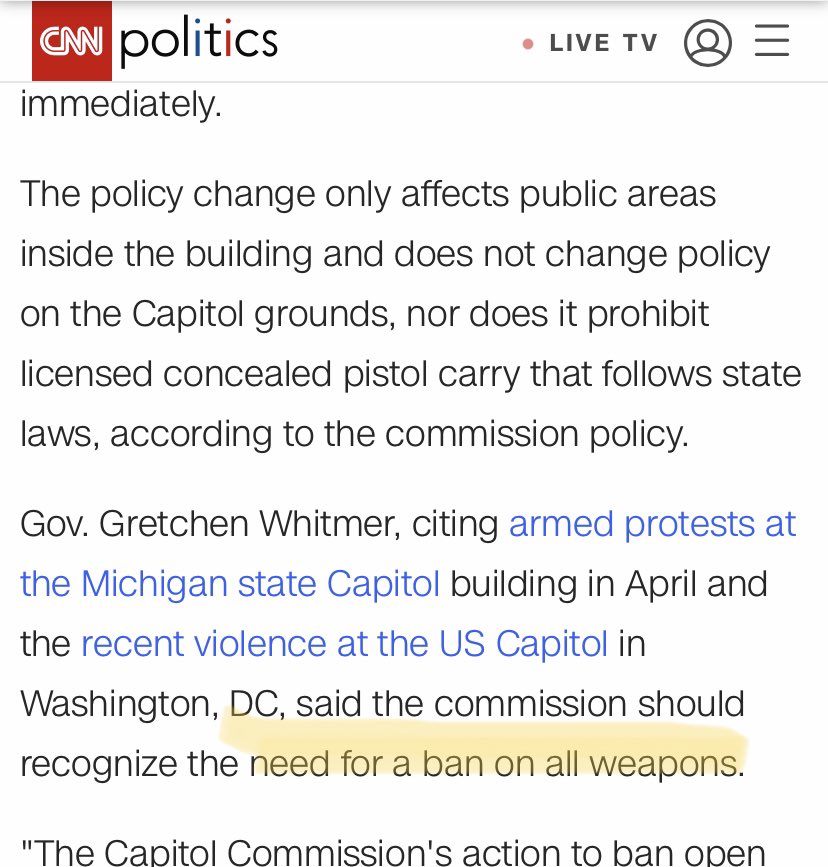 CNN politics LIVE TV
immediately.
The policy change only affects public areas
inside the building and does not change policy
on the Capitol grounds, nor does it prohibit
licensed concealed pistol carry that follows state
laws, according to the commission policy.
Gov. Gretchen Whitmer, citing armed protests at
the Michigan state Capitol building in April and
the recent violence at the US Capitol in
Washington, DC, said the commission should
recognize the need for a ban on all weapons.
"The Capitol Commission's action to ban open